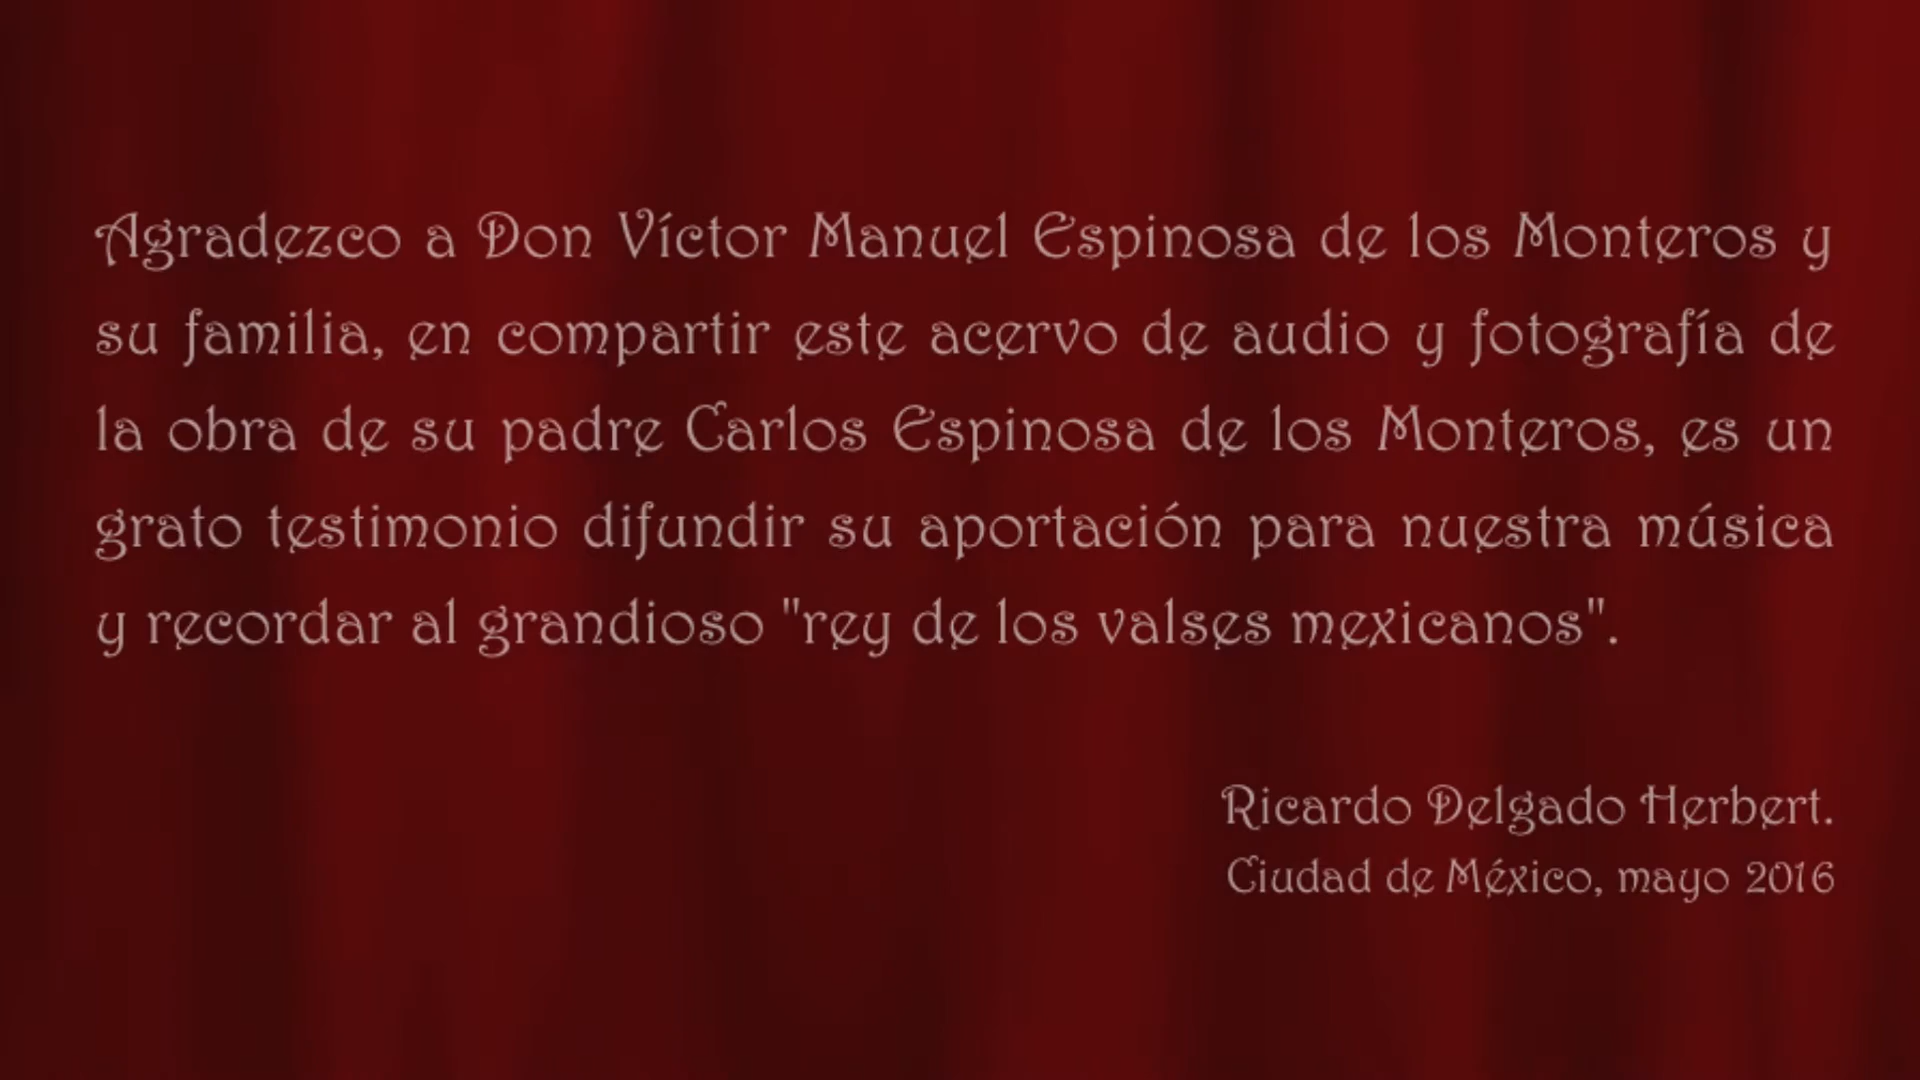 Agradezco a Don Víctor Manuel Espinosa de los Monteros y
su familia, en compartir este acervo de audio y fotografía de
la obra de su padre Carlos Espinosa de los Monteros, es un
grato testimonio difundir su aportación para nuestra música
y recordar al grandioso "rey de los valses mexicanos".
Ricardo Delgado Herbert.
Ciudad de México, mayo 2016